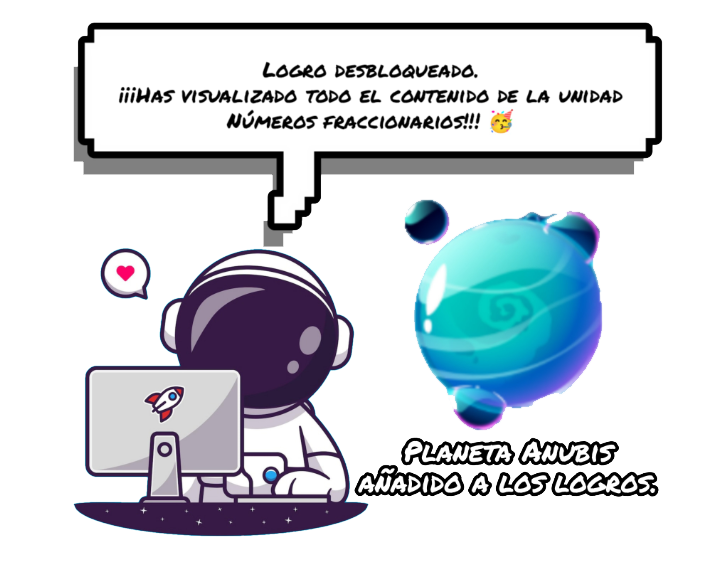 Logro desbloqueado.
¡¡¡Has visualizado todo el contenido de la unidad
Números fraccionarios!!! 🥳
Planeta Anubis
añadido a los logros.